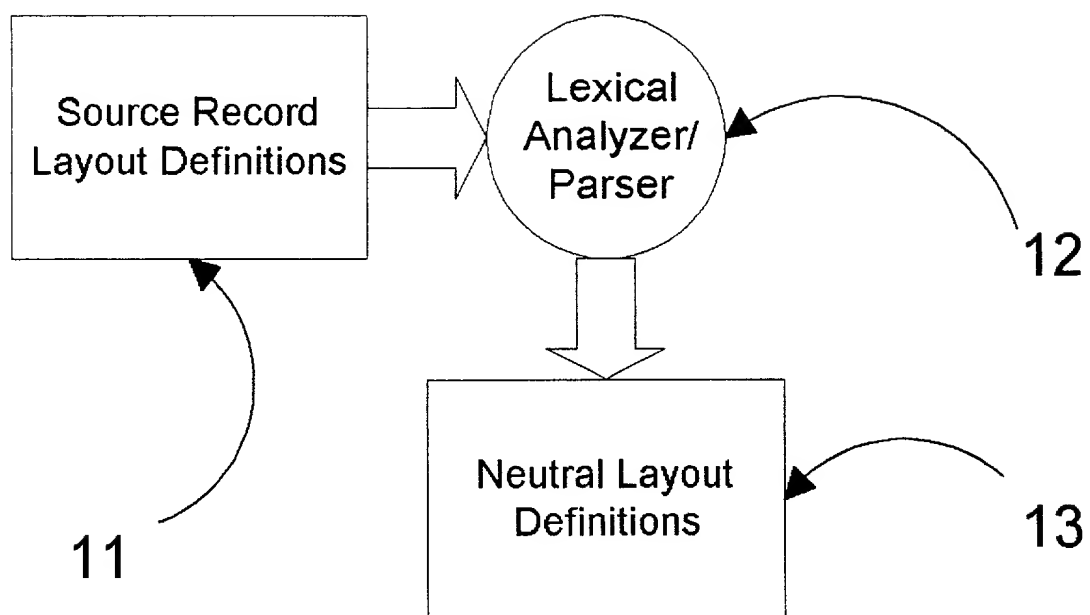 Source Record
Layout Definitions
Lexical
Analyzer/
Parser
12
Neutral Layout
Definitions
11
13